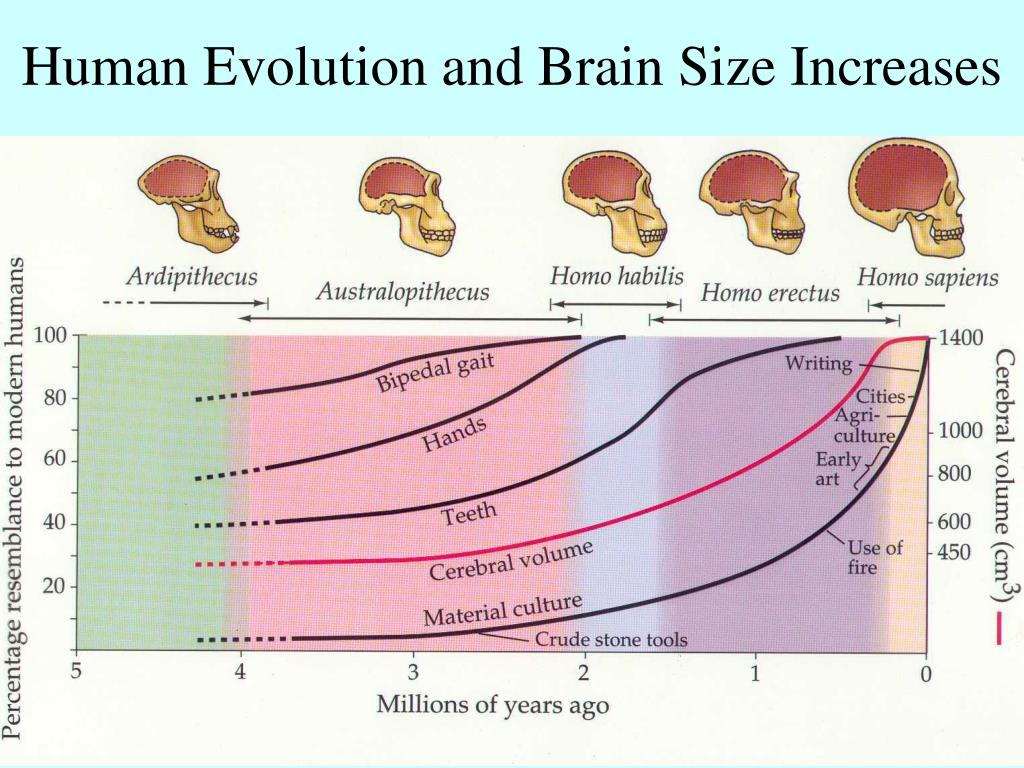 Human Evolution and Brain Size Increases
Ardipithecus
Australopithecus
Homo habilis
Homo erectus
Homo sapiens
Percentage resemblance to modern humans
100
80
60
40
20
Bipedal gait
Hands
Teeth
Cerebral volume
Material culture
Crude stone tools
Writing
Cities
Agri-
culture
Early
art
Use of
fire
1400
1000
800
600
450
Cerebral volume (cm3)
5
4
3
2
1
0
Millions of years ago